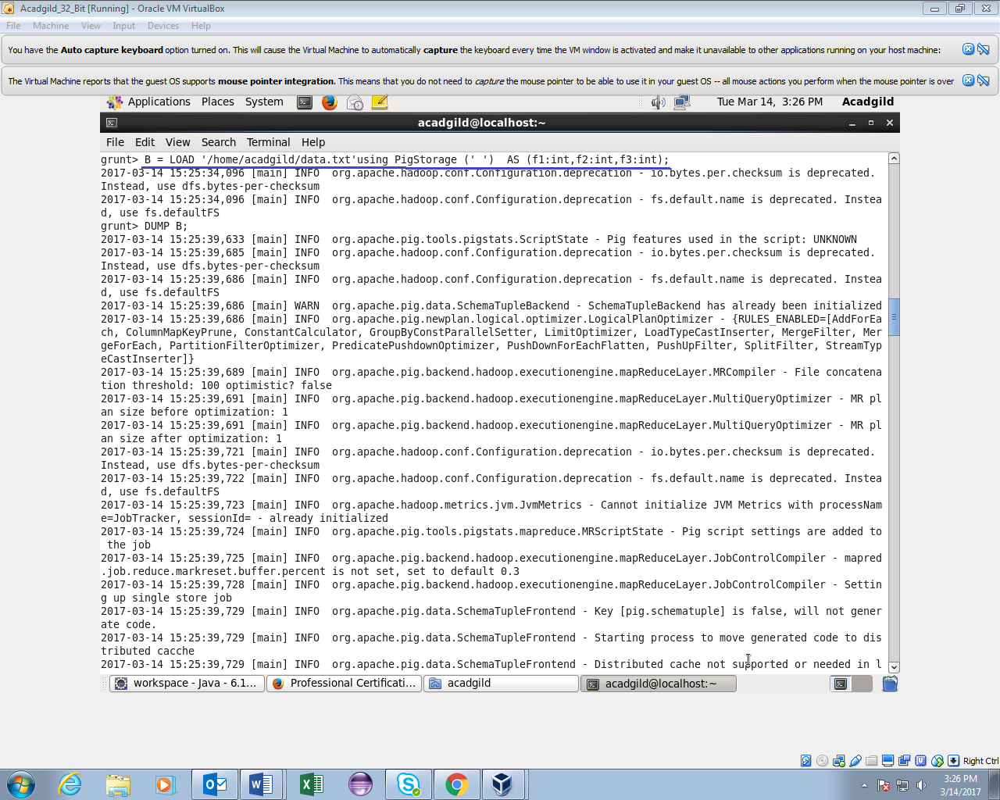 Acadgild_32_Bit [Running] - Oracle VM VirtualBox
File Machine View Input Devices Help
You have the Auto capture keyboard option turned on. This will cause the Virtual Machine to automatically capture the keyboard every time the VM window is activated and make it unavailable to other applications running on your host machine:
The Virtual Machine reports that the guest OS supports mouse pointer integration. This means that you do not need to capture the mouse pointer to be able to use it in your guest OS -- all mouse actions you perform when the mouse pointer is over
Applications Places System Tue Mar 14, 3:26 PM Acadgild
acadgild@localhost:~
File Edit View Search Terminal Help
grunt> B = LOAD '/home/acadgild/data.txt'using PigStorage (' ')  AS (f1:int,f2:int,f3:int);
2017-03-14 15:25:34,096 [main] INFO  org.apache.hadoop.conf.Configuration.deprecation - io.bytes.per.checksum is deprecated.
Instead, use dfs.bytes-per-checksum
2017-03-14 15:25:34,096 [main] INFO  org.apache.hadoop.conf.Configuration.deprecation - fs.default.name is deprecated. Instea
d, use fs.defaultFS
grunt> DUMP B;
2017-03-14 15:25:39,633 [main] INFO  org.apache.pig.tools.pigstats.ScriptState - Pig features used in the script: UNKNOWN
2017-03-14 15:25:39,685 [main] INFO  org.apache.hadoop.conf.Configuration.deprecation - io.bytes.per.checksum is deprecated.
Instead, use dfs.bytes-per-checksum
2017-03-14 15:25:39,686 [main] INFO  org.apache.hadoop.conf.Configuration.deprecation - fs.default.name is deprecated. Instea
d, use fs.defaultFS
2017-03-14 15:25:39,686 [main] WARN  org.apache.pig.data.SchemaTupleBackend - SchemaTupleBackend has already been initialized
2017-03-14 15:25:39,686 [main] INFO  org.apache.pig.newplan.logical.optimizer.LogicalPlanOptimizer - {RULES_ENABLED=[AddForEa
ch, ColumnMapKeyPrune, ConstantCalculator, GroupByConstParallelSetter, LimitOptimizer, LoadTypeCastInserter, MergeFilter, Mer
geForEach, PartitionFilterOptimizer, PredicatePushdownOptimizer, PushDownForEachFlatten, PushUpFilter, SplitFilter, StreamTyp
eCastInserter]}
2017-03-14 15:25:39,689 [main] INFO  org.apache.pig.backend.hadoop.executionengine.mapReduceLayer.MRCompiler - File concatena
tion threshold: 100 optimistic? false
2017-03-14 15:25:39,691 [main] INFO  org.apache.pig.backend.hadoop.executionengine.mapReduceLayer.MultiQueryOptimizer - MR pl
an size before optimization: 1
2017-03-14 15:25:39,691 [main] INFO  org.apache.pig.backend.hadoop.executionengine.mapReduceLayer.MultiQueryOptimizer - MR pl
an size after optimization: 1
2017-03-14 15:25:39,721 [main] INFO  org.apache.hadoop.conf.Configuration.deprecation - io.bytes.per.checksum is deprecated.
Instead, use dfs.bytes-per-checksum
2017-03-14 15:25:39,722 [main] INFO  org.apache.hadoop.conf.Configuration.deprecation - fs.default.name is deprecated. Instea
d, use fs.defaultFS
2017-03-14 15:25:39,723 [main] INFO  org.apache.hadoop.metrics.jvm.JvmMetrics - Cannot initialize JVM Metrics with processNam
e=JobTracker, sessionId= - already initialized
2017-03-14 15:25:39,724 [main] INFO  org.apache.pig.tools.pigstats.mapreduce.MRScriptState - Pig script settings are added to
 the job
2017-03-14 15:25:39,725 [main] INFO  org.apache.pig.backend.hadoop.executionengine.mapReduceLayer.JobControlCompiler - mapred
.job.reduce.markreset.buffer.percent is not set, set to default 0.3
2017-03-14 15:25:39,728 [main] INFO  org.apache.pig.backend.hadoop.executionengine.mapReduceLayer.JobControlCompiler - Settin
g up single store job
2017-03-14 15:25:39,729 [main] INFO  org.apache.pig.data.SchemaTupleFrontend - Key [pig.schematuple] is false, will not gener
ate code.
2017-03-14 15:25:39,729 [main] INFO  org.apache.pig.data.SchemaTupleFrontend - Starting process to move generated code to dis
tributed cacche
2017-03-14 15:25:39,729 [main] INFO  org.apache.pig.data.SchemaTupleFrontend - Distributed cache not supported or needed in l
workspace - Java - 6.1... Professional Certificati... acadgild acadgild@localhost:~
Right Ctrl
3:26 PM
3/14/2017